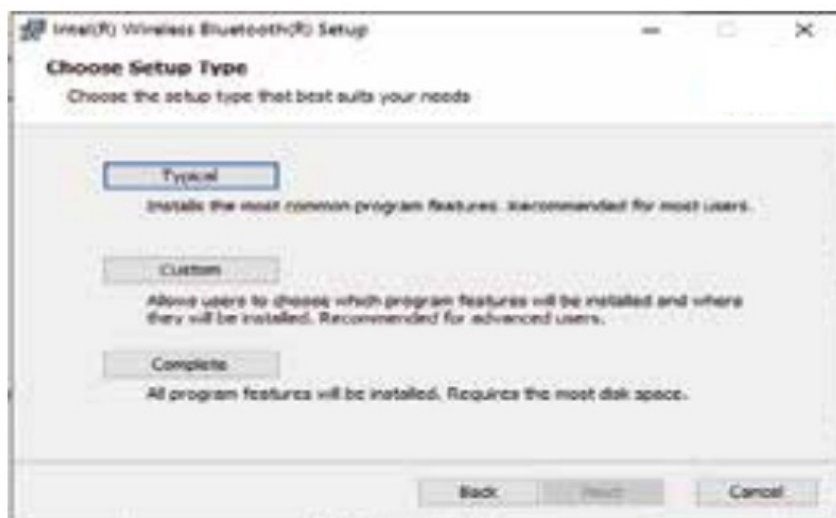 Intel(R) Wireless Bluetooth(R) Setup
Choose Setup Type
Choose the setup type that best suits your needs
Typical
Installs the most common program features. Recommended for most users.
Custom
Allows users to choose which program features will be installed and where
they will be installed. Recommended for advanced users.
Complete
All program features will be installed. Requires the most disk space.
Back Next Cancel